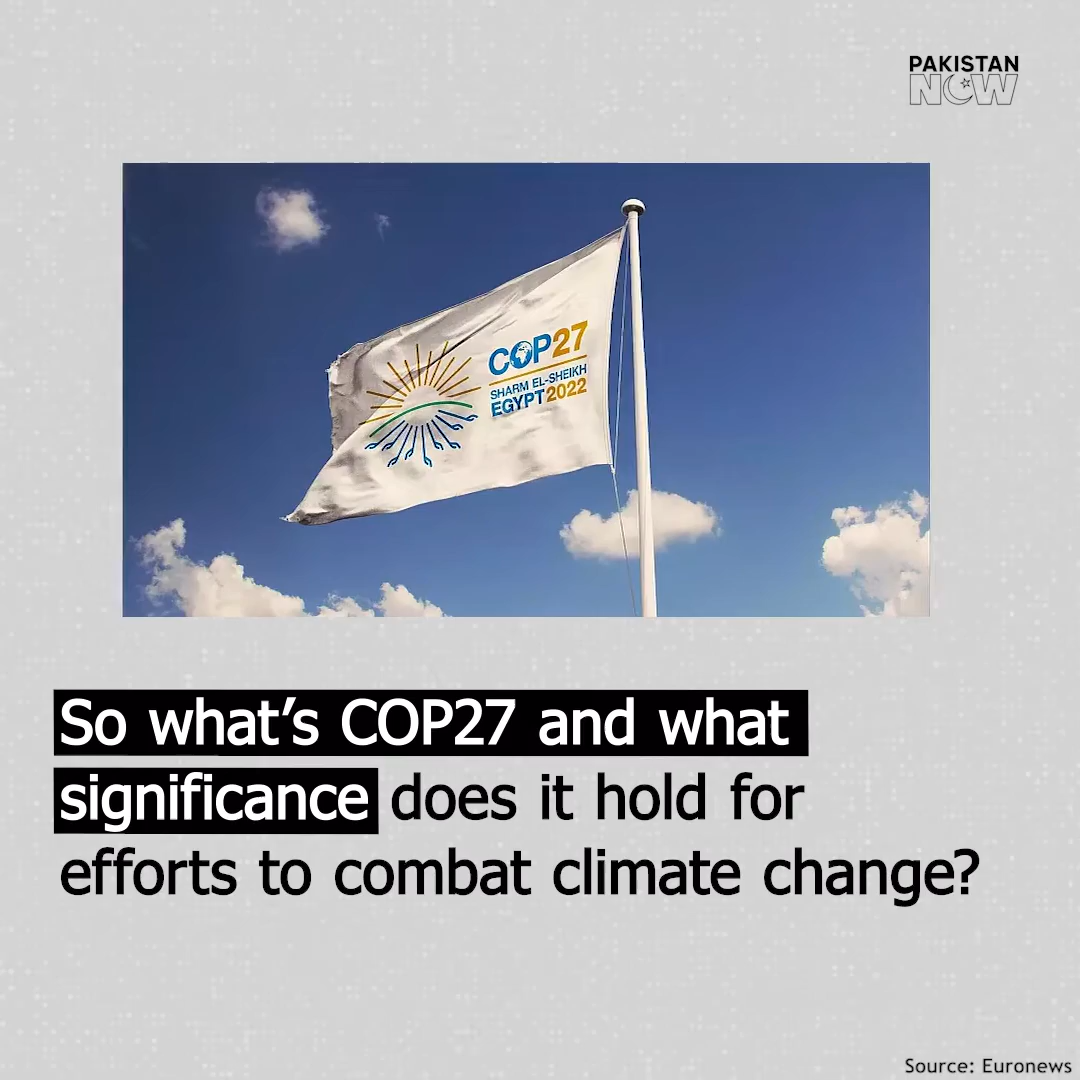 PAKISTAN
NOW
COP27
SHARM EL-SHEIKH
EGYPT 2022
So what’s COP27 and what
significance does it hold for
efforts to combat climate change?
Source: Euronews